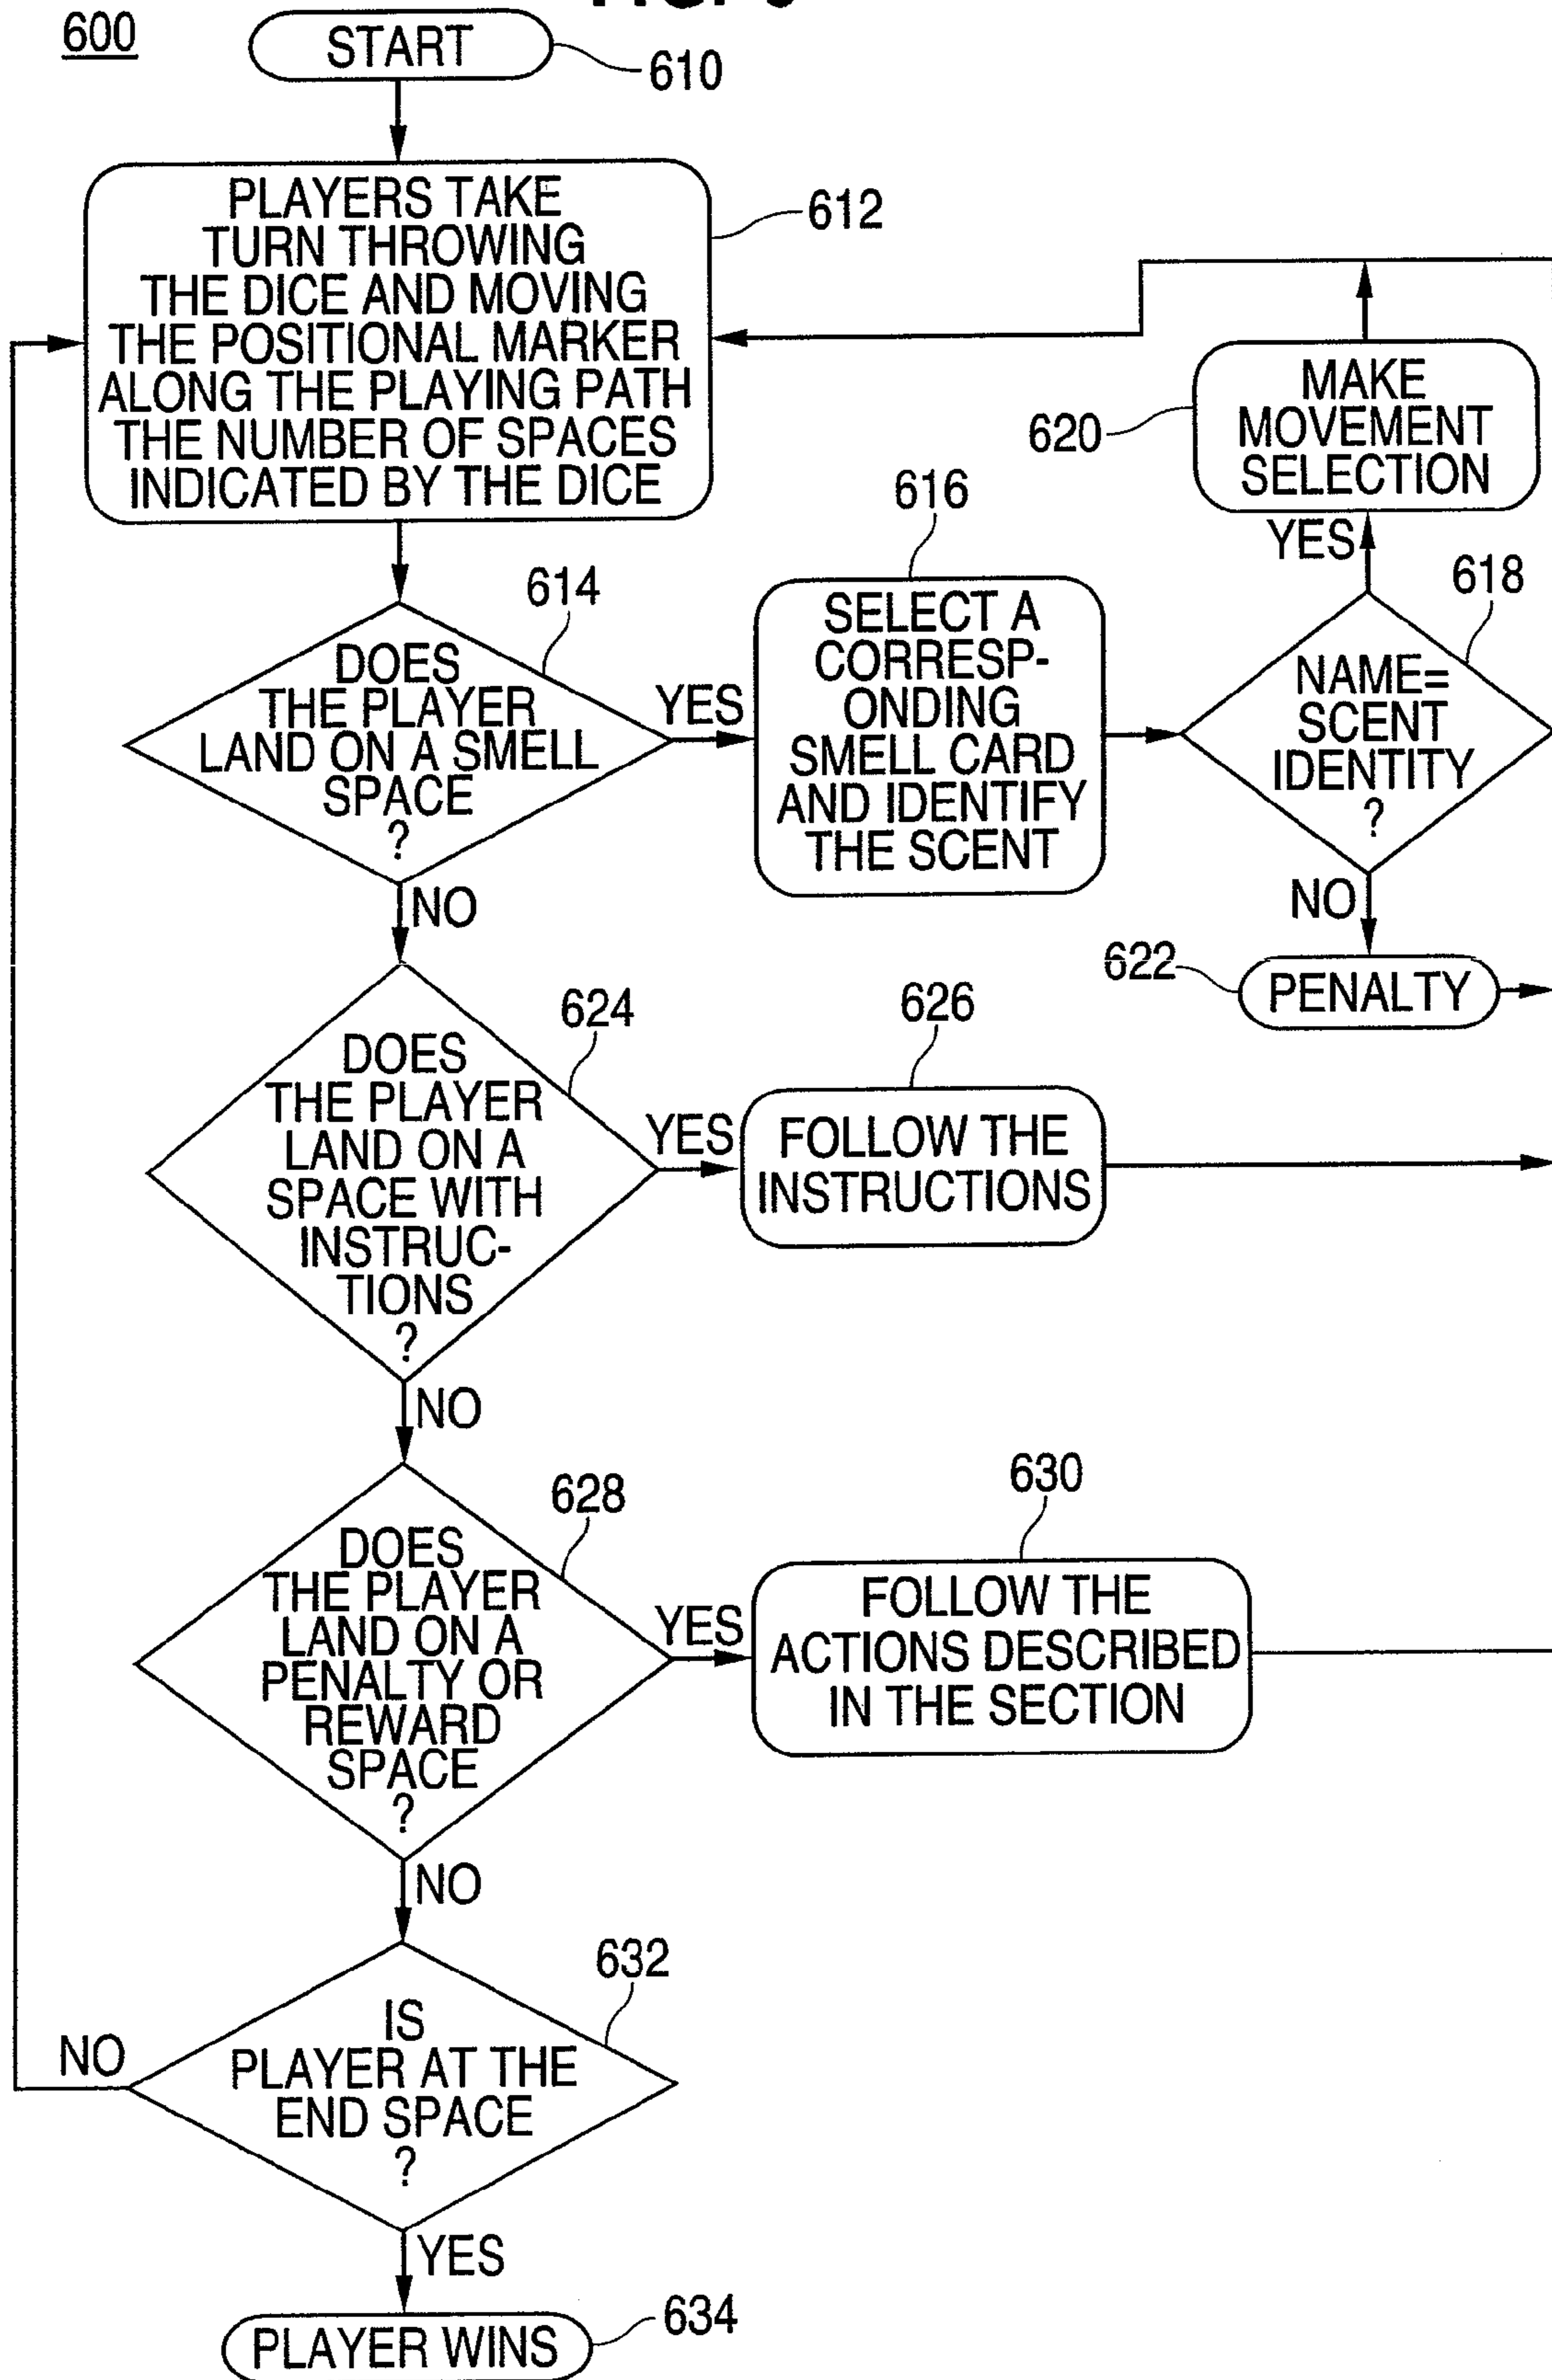 600
START
610
PLAYERS TAKE
TURN THROWING
THE DICE AND MOVING
THE POSITIONAL MARKER
ALONG THE PLAYING PATH
THE NUMBER OF SPACES
INDICATED BY THE DICE
612
614
DOES
THE PLAYER
LAND ON A SMELL
SPACE
?
YES
NO
616
SELECT A
CORRESP-
ONDING
SMELL CARD
AND IDENTIFY
THE SCENT
620
MAKE
MOVEMENT
SELECTION
YES
618
NAME=
SCENT
IDENTITY
?
NO
622
PENALTY
624
DOES
THE PLAYER
LAND ON A
SPACE WITH
INSTRUC-
TIONS
?
YES
NO
626
FOLLOW THE
INSTRUCTIONS
628
DOES
THE PLAYER
LAND ON A
PENALTY OR
REWARD
SPACE
?
YES
NO
630
FOLLOW THE
ACTIONS DESCRIBED
IN THE SECTION
632
IS
PLAYER AT THE
END SPACE
?
NO
YES
PLAYER WINS
634